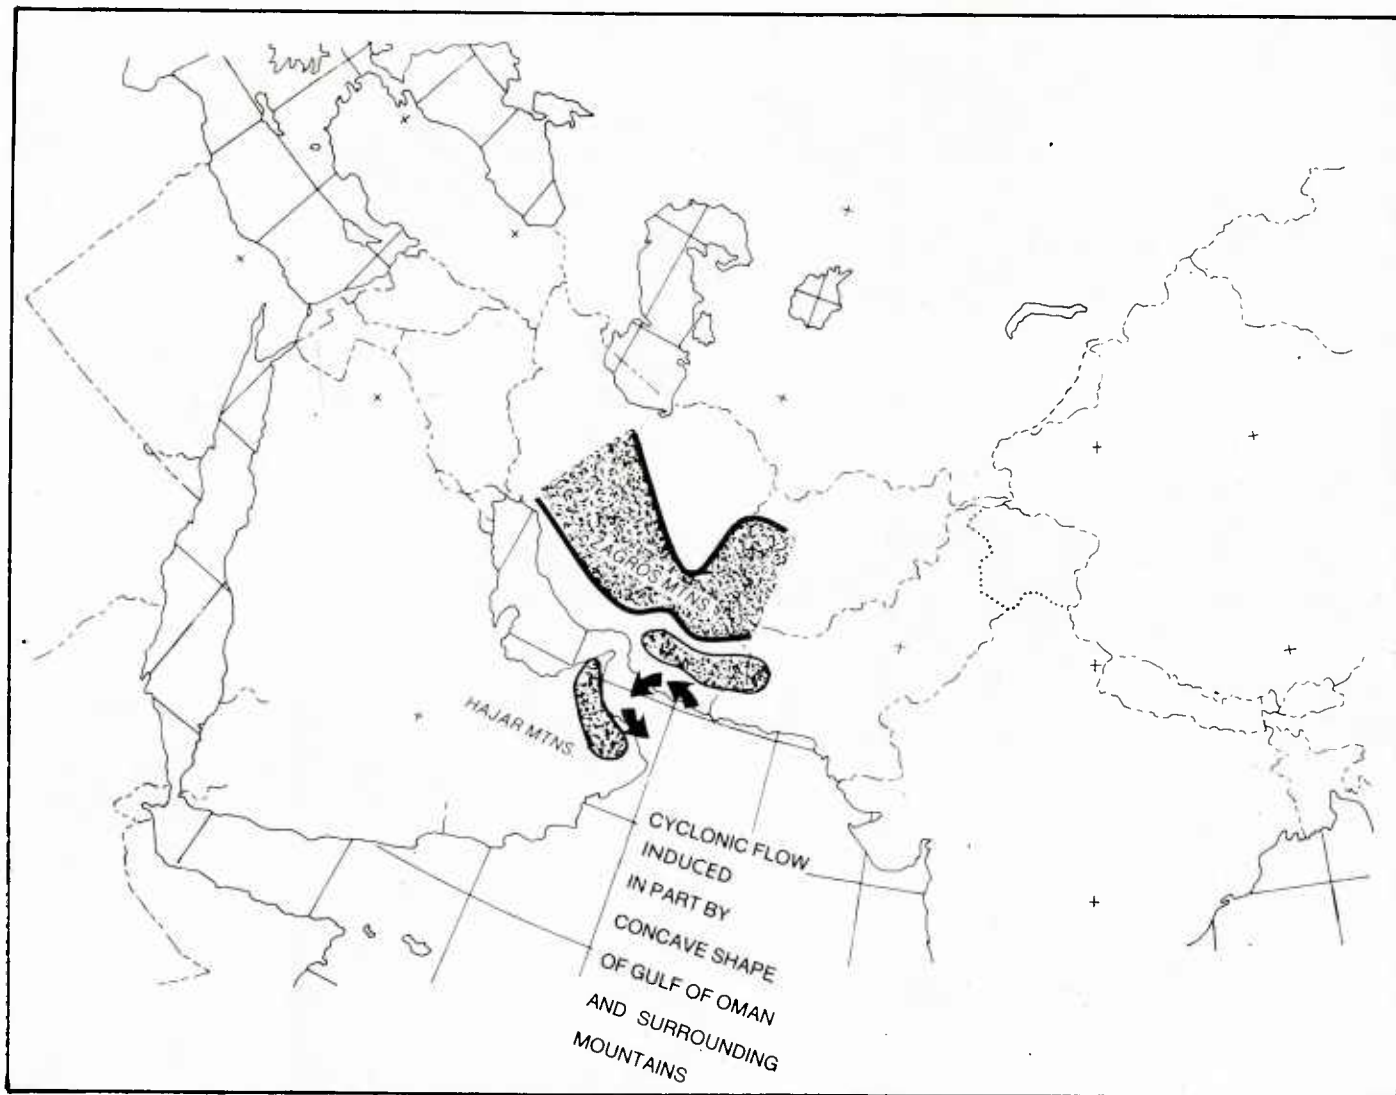 ZAGROS MTNS
HAJAR MTNS.
CYCLONIC FLOW
INDUCED
IN PART BY
CONCAVE SHAPE
OF GULF OF OMAN
AND SURROUNDING
MOUNTAINS